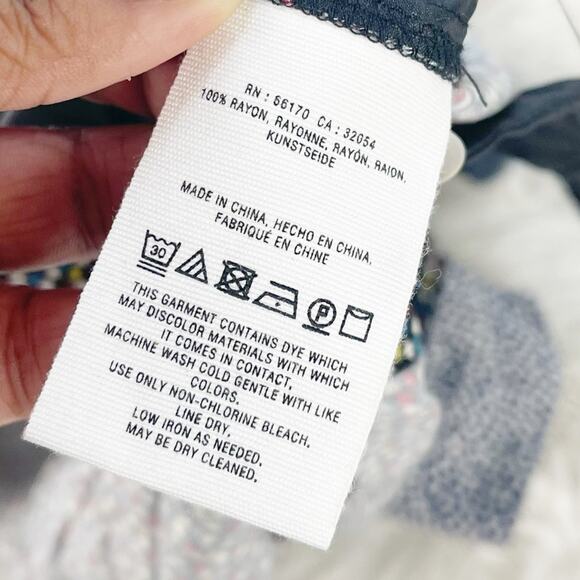 RN : 56170 CA : 32054
100% RAYON, RAYONNE, RAYÓN, RAION,
KUNSTSEIDE
MADE IN CHINA, HECHO EN CHINA,
FABRIQUÉ EN CHINE
30 P
THIS GARMENT CONTAINS DYE WHICH
MAY DISCOLOR MATERIALS WITH WHICH
IT COMES IN CONTACT,
MACHINE WASH COLD GENTLE WITH LIKE
COLORS.
USE ONLY NON-CHLORINE BLEACH.
LINE DRY.
LOW IRON AS NEEDED.
MAY BE DRY CLEANED.